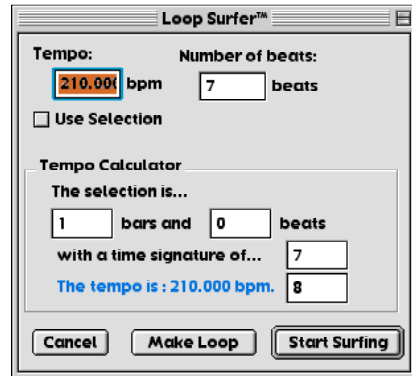 Loop Surfer™
Tempo: Number of beats:
210.000 bpm 7 beats
Use Selection
Tempo Calculator
The selection is...
1 bars and 0 beats
with a time signature of... 7
The tempo is : 210.000 bpm. 8
Cancel Make Loop Start Surfing